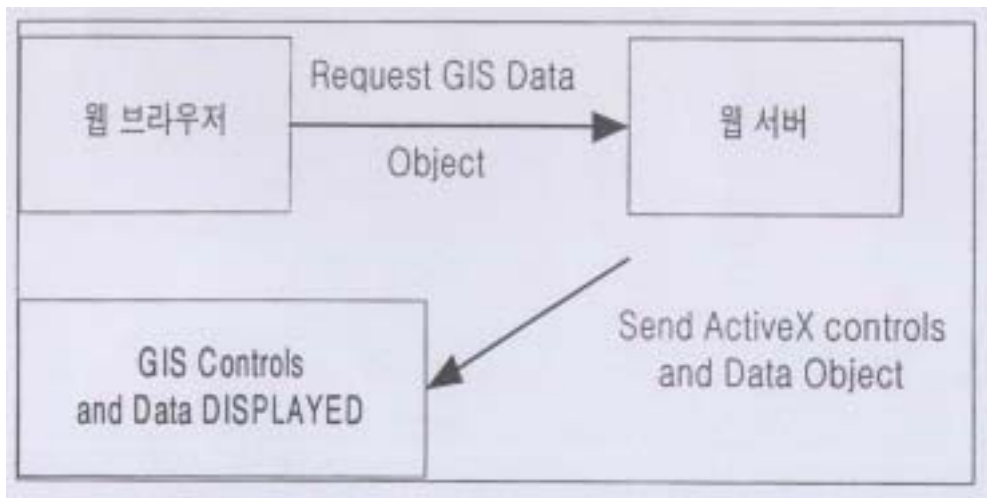 웹 브라우저
Request GIS Data
Object
웹 서버
Send ActiveX controls
and Data Object
GIS Controls
and Data DISPLAYED